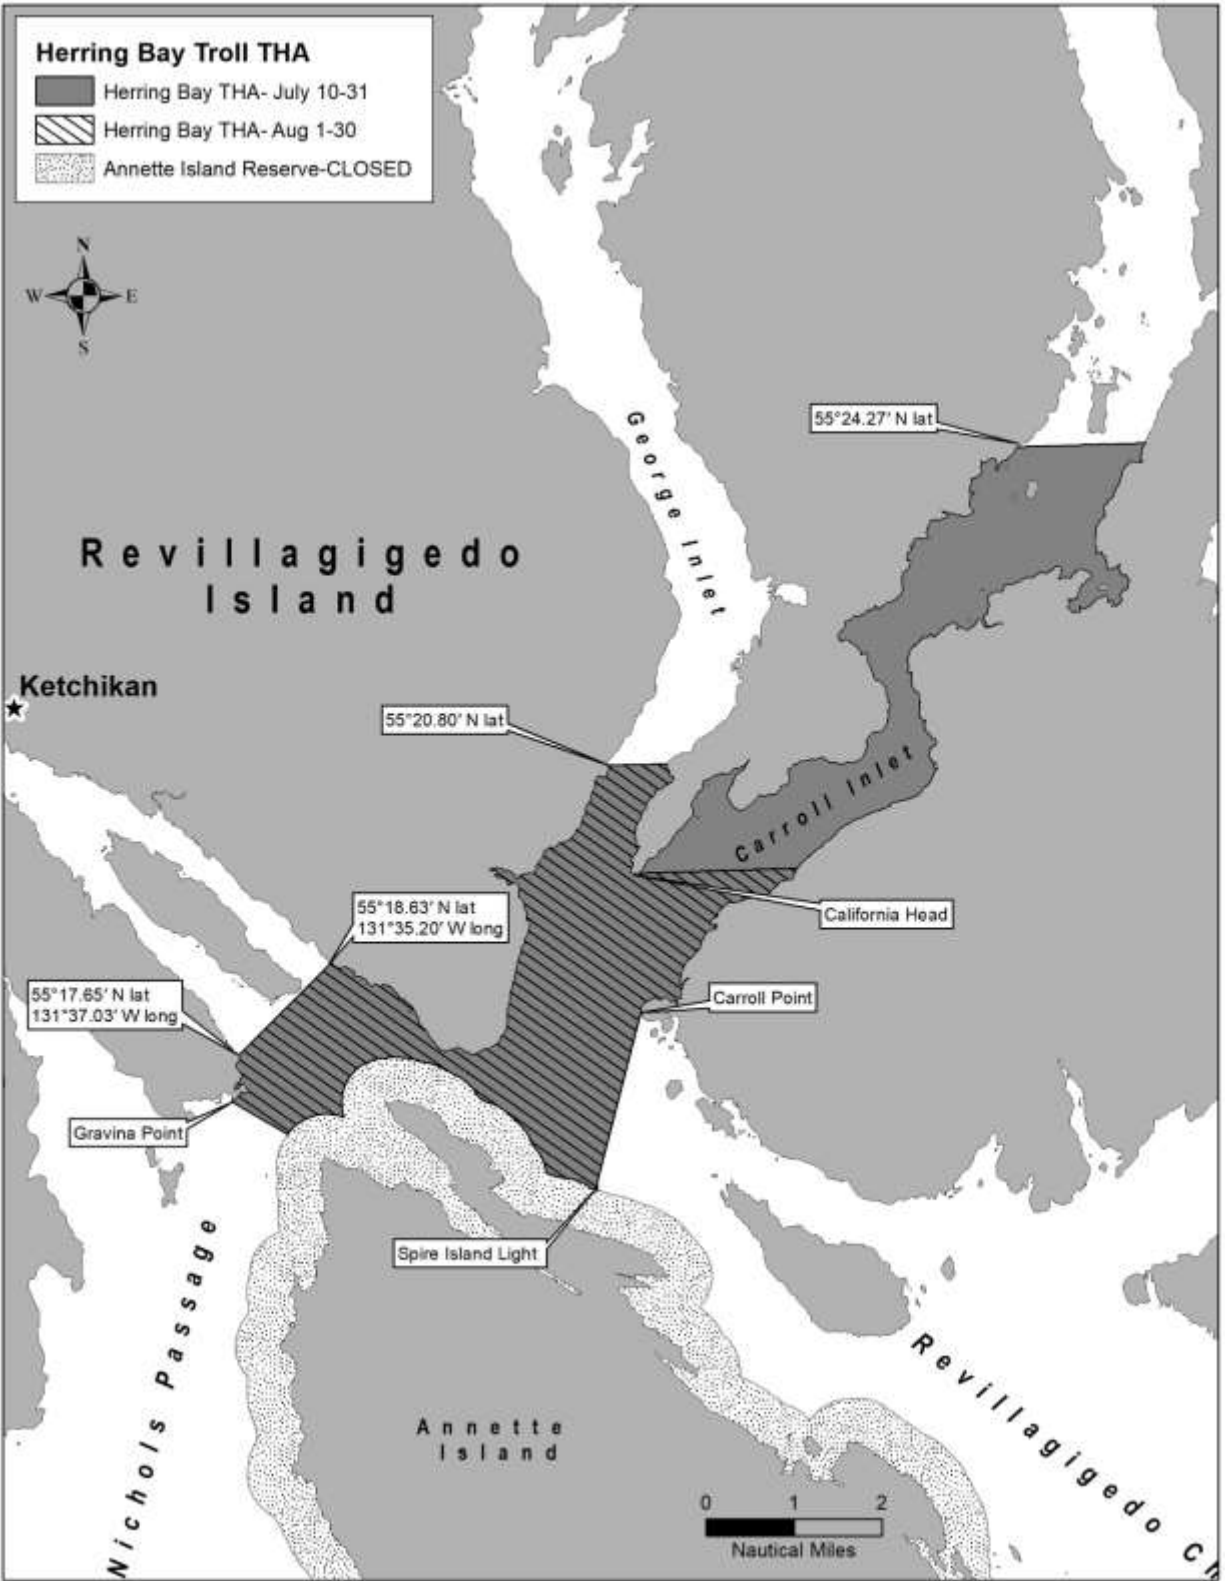 Herring Bay Troll THA
Herring Bay THA- July 10-31
Herring Bay THA- Aug 1-30
Annette Island Reserve-CLOSED
N
W E
S
55°24.27′ N lat
George Inlet
Revillagigedo
Island
Ketchikan
55°20.80′ N lat
Carroll Inlet
California Head
55°18.63′ N lat
131°35.20′ W long
55°17.65′ N lat
131°37.03′ W long
Carroll Point
Gravina Point
Spire Island Light
Nichols Passage
Revillagigedo Ch
Annette
Island
0 1 2
Nautical Miles